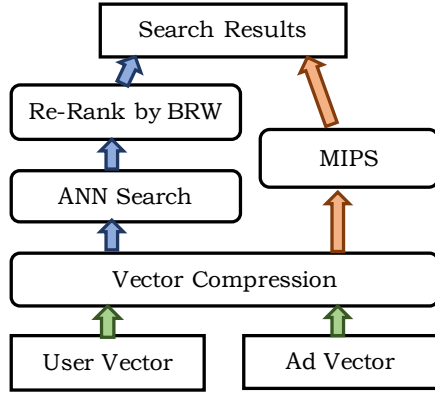 Search Results
Re-Rank by BRW
MIPS
ANN Search
Vector Compression
User Vector
Ad Vector